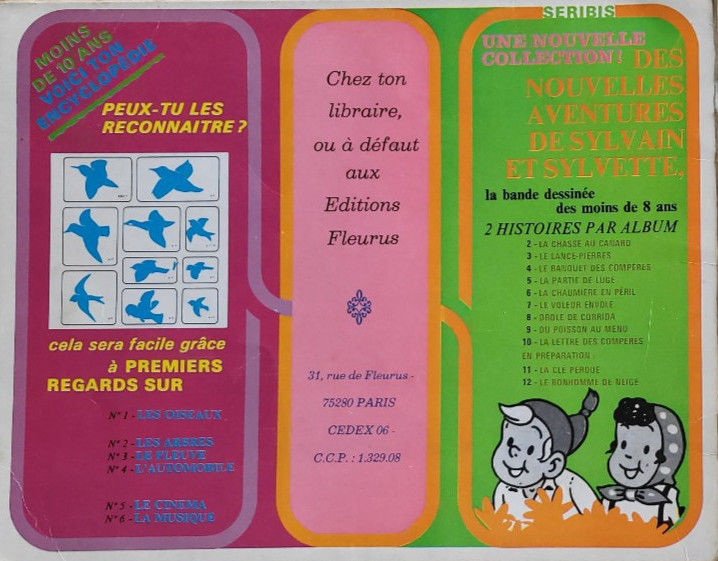 MOINS
DE 10 ANS
VOICI TON
ENCYCLOPÉDIE
PEUX-TU LES
RECONNAITRE ?
cela sera facile grâce
à PREMIERS
REGARDS SUR
N° 1 - LES OISEAUX
N° 2 - LES ARBRES
N° 3 - LE FLEUVE
N° 4 - L'AUTOMOBILE
N° 5 - LE CINEMA
N° 6 - LA MUSIQUE
Chez ton
libraire,
ou à défaut
aux
Editions
Fleurus
31, rue de Fleurus -
75280 PARIS
CEDEX 06 -
C.C.P. : 1.329.08
SERIBIS
UNE NOUVELLE
COLLECTION ! DES
NOUVELLES
AVENTURES
DE SYLVAIN
ET SYLVETTE,
la bande dessinée
des moins de 8 ans
2 HISTOIRES PAR ALBUM
2 - LA CHASSE AU CANARD
3 - LE LANCE-PIERRES
4 - LE BANQUET DES COMPÈRES
5 - LA PARTIE DE LUGE
6 - LA CHAUMIÈRE EN PÉRIL
7 - LE VOLEUR ENVOLÉ
8 - DROLE DE CORRIDA
9 - DU POISSON AU MENU
10 - LA LETTRE DES COMPERES
EN PRÉPARATION :
11 - LA CLE PERDUE
12 - LE BONHOMME DE NEIGE